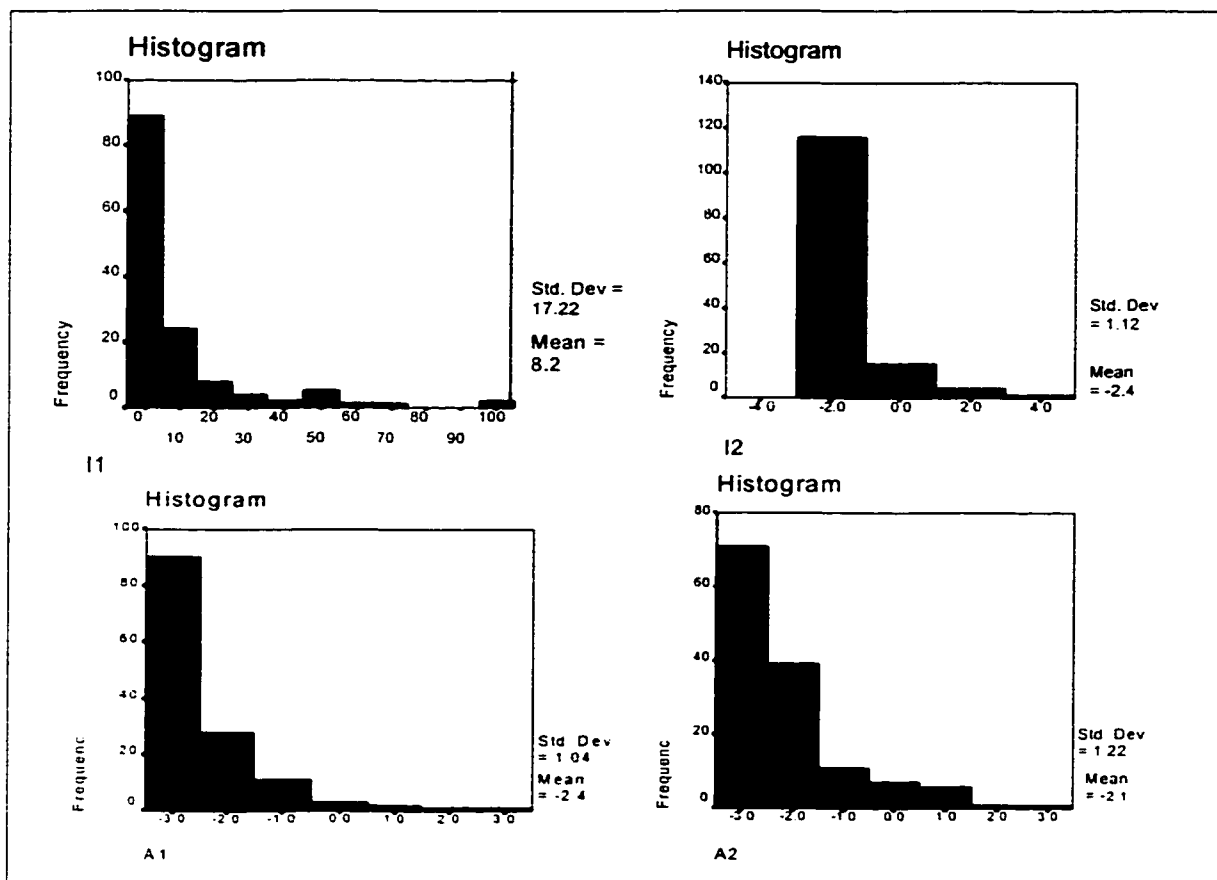 Histogram
100
80
60
40
20
0
Frequency
0 20 40 60 80 100
10 30 50 70 90
Std. Dev =
17.22
Mean =
8.2
I1
Histogram
140
120
100
80
60
40
20
0
Frequency
-4.0 -2.0 0.0 2.0 4.0
Std. Dev
= 1.12
Mean
= -2.4
I2
Histogram
100
80
60
40
20
0
Frequenc
-3.0 -2.0 -1.0 0.0 1.0 2.0 3.0
Std Dev
= 1.04
Mean
= -2.4
A1
Histogram
80
60
40
20
0
Frequenc
-3.0 -2.0 -1.0 0.0 1.0 2.0 3.0
Std Dev
= 1.22
Mean
= -2.1
A2